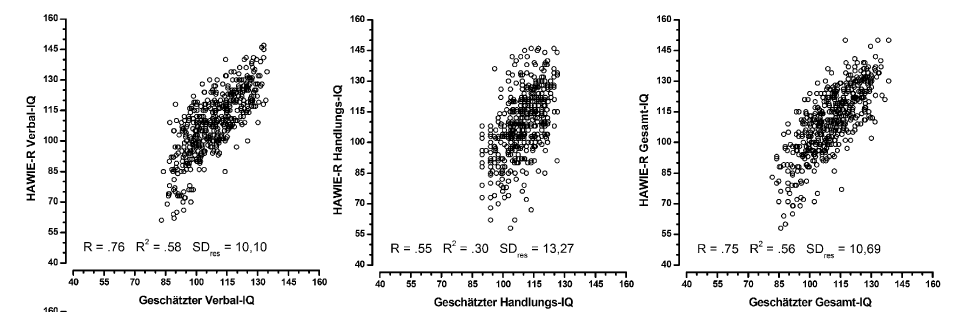 160
145
130
115
100
85
70
55
40
HAWIE-R Verbal-IQ
R = .76 R² = .58 SDres = 10,10
40 55 70 85 100 115 130 145 160
Geschätzter Verbal-IQ
160
145
130
115
100
85
70
55
40
HAWIE-R Handlungs-IQ
R = .55 R² = .30 SDres = 13,27
40 55 70 85 100 115 130 145 160
Geschätzter Handlungs-IQ
160
145
130
115
100
85
70
55
40
HAWIE-R Gesamt-IQ
R = .75 R² = .56 SDres = 10,69
40 55 70 85 100 115 130 145 160
Geschätzter Gesamt-IQ
160